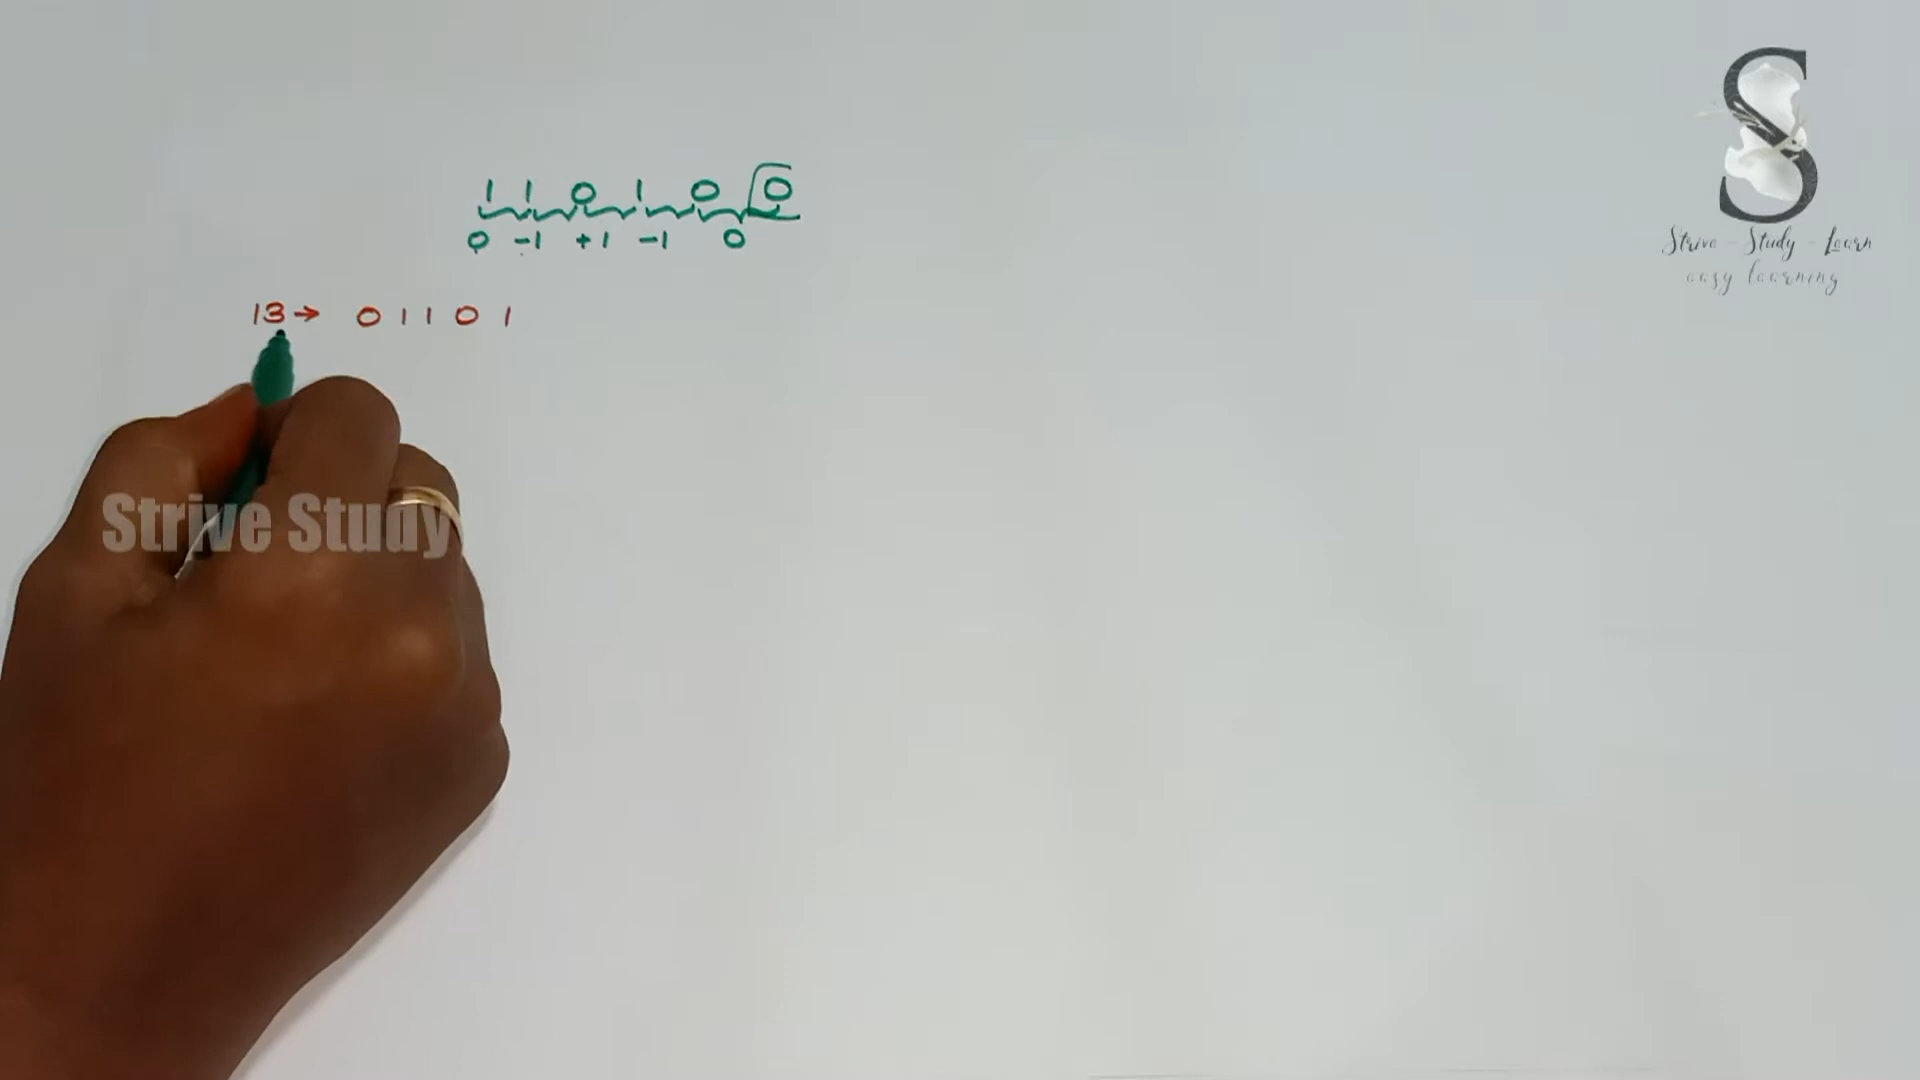 1 1 0 1 0 0
0 -1 +1 -1 0
13→ 0 1 1 0 1
Strive Study
S
Strive - Study - Learn
easy learning